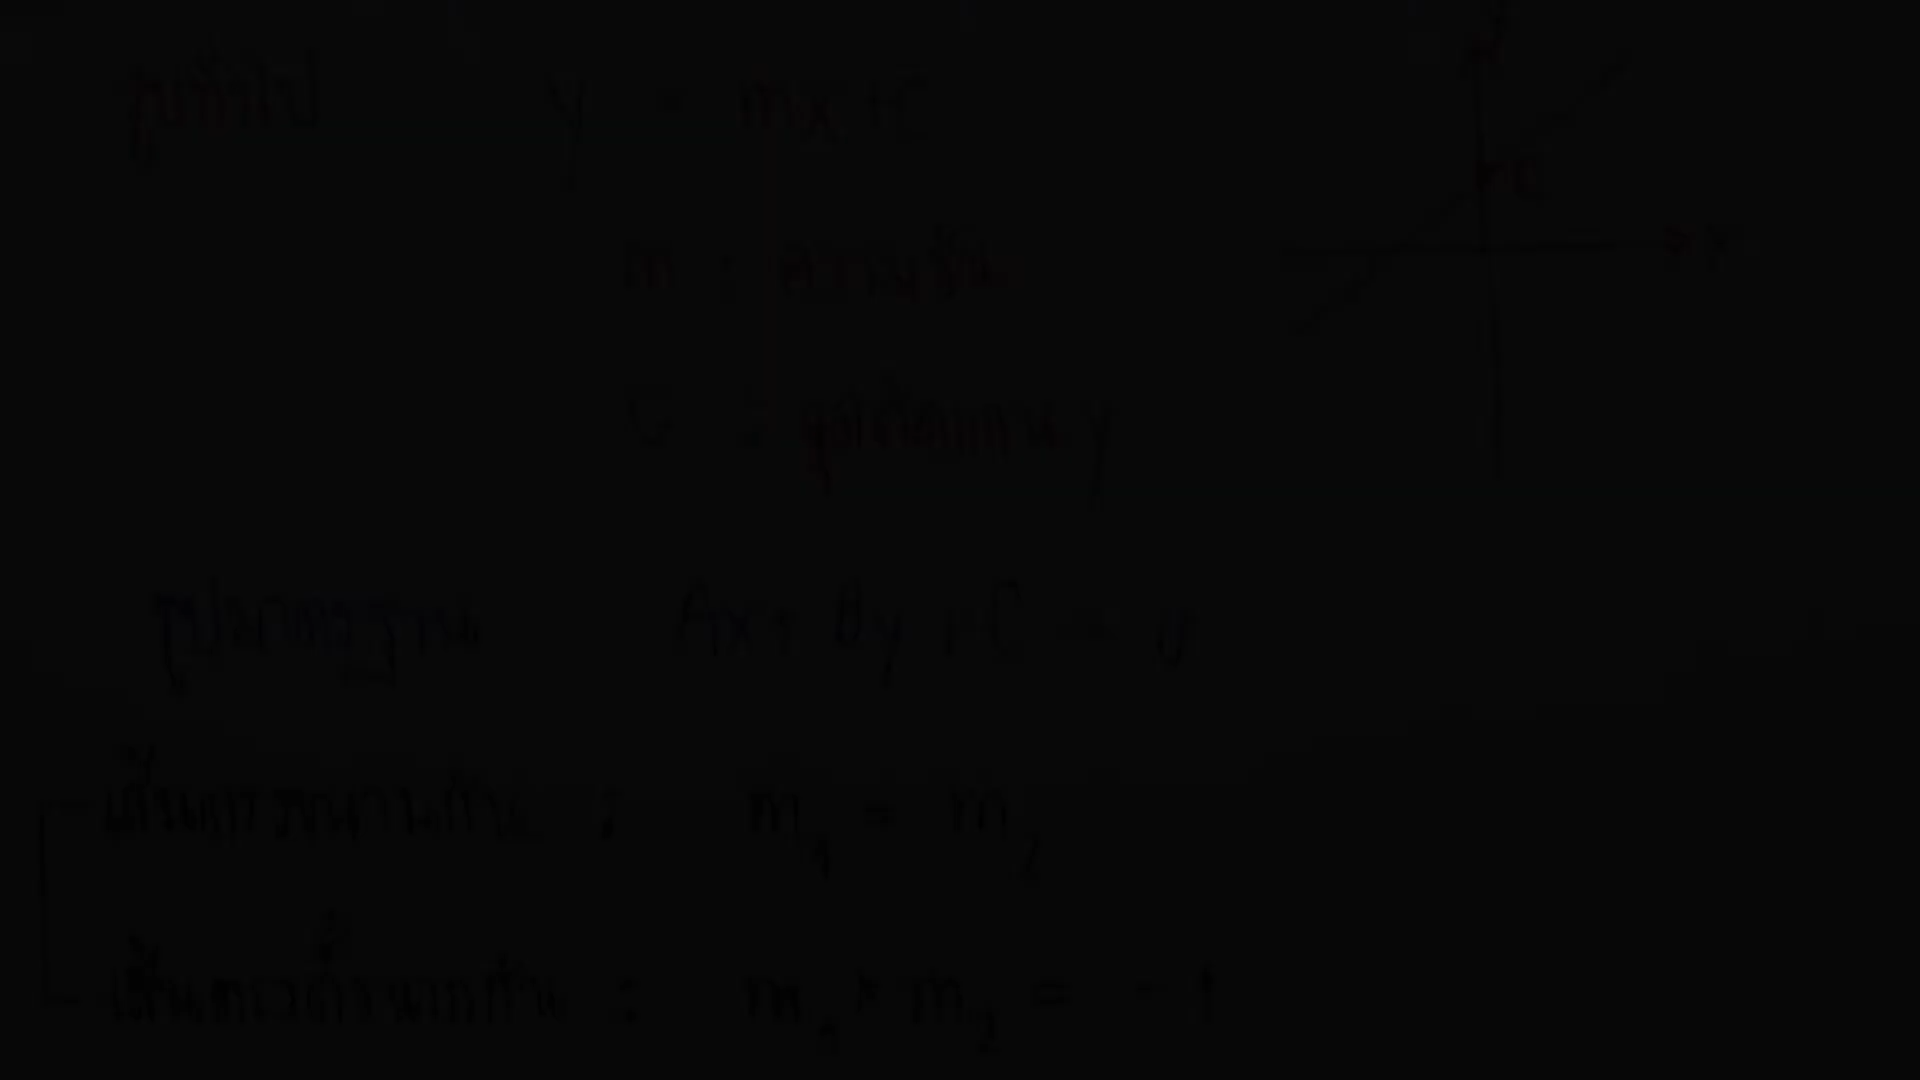 รูปทั่วไป y = mx + C
m : ความชัน
C : จุดตัดแกน y
y
C
x
รูปมาตรฐาน Ax + By + C = 0
เส้นตรงขนานกัน : m₁ = m₂
เส้นตรงตั้งฉากกัน : m₁ × m₂ = -1